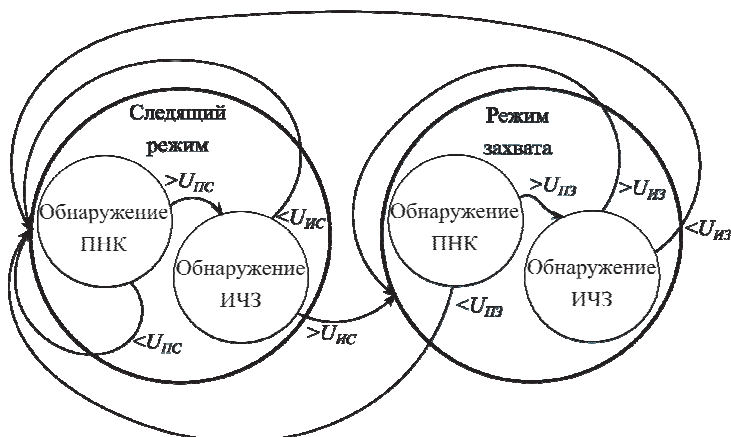 Следящий
режим
>U_ПС
Обнаружение
ПНК
<U_ИС
Обнаружение
ИЧЗ
<U_ПС
>U_ИС
Режим
захвата
>U_ПЗ
>U_ИЗ
Обнаружение
ПНК
<U_ИЗ
Обнаружение
ИЧЗ
<U_ПЗ